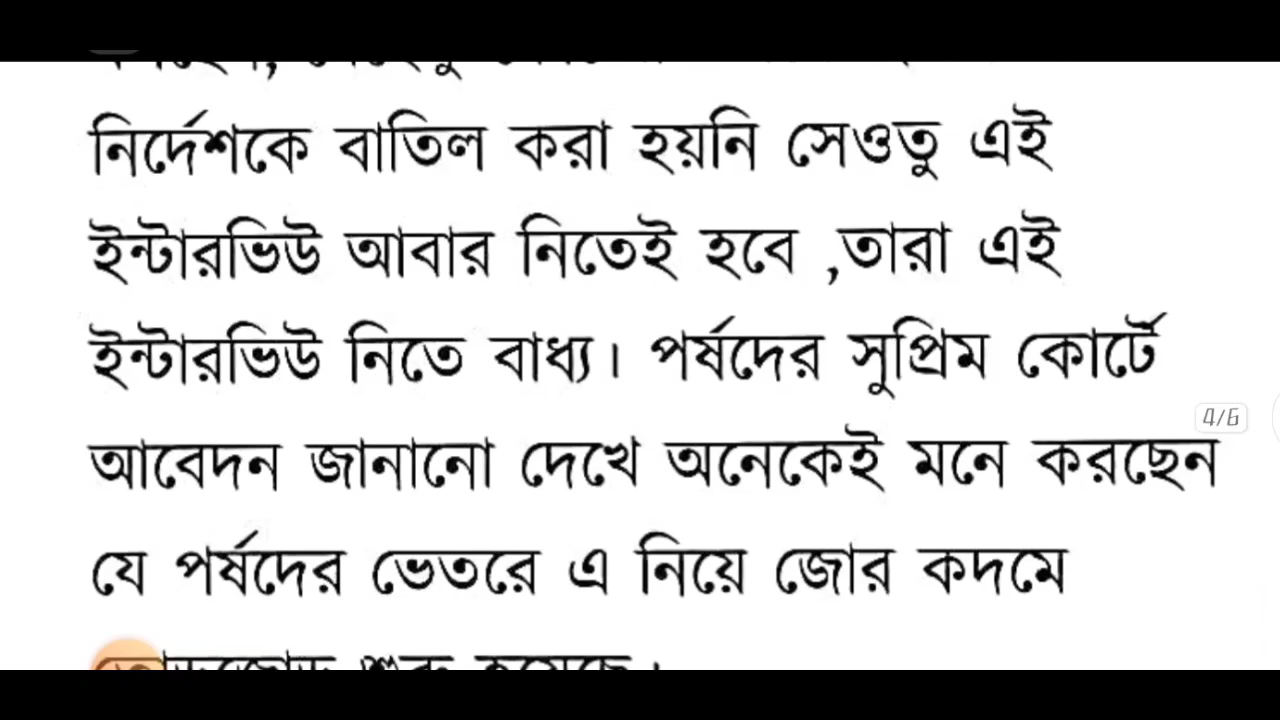 নির্দেশকে বাতিল করা হয়নি সেওতু এই
ইন্টারভিউ আবার নিতেই হবে ,তারা এই
ইন্টারভিউ নিতে বাধ্য। পর্ষদের সুপ্রিম কোর্টে
4/6
আবেদন জানানো দেখে অনেকেই মনে করছেন
যে পর্ষদের ভেতরে এ নিয়ে জোর কদমে